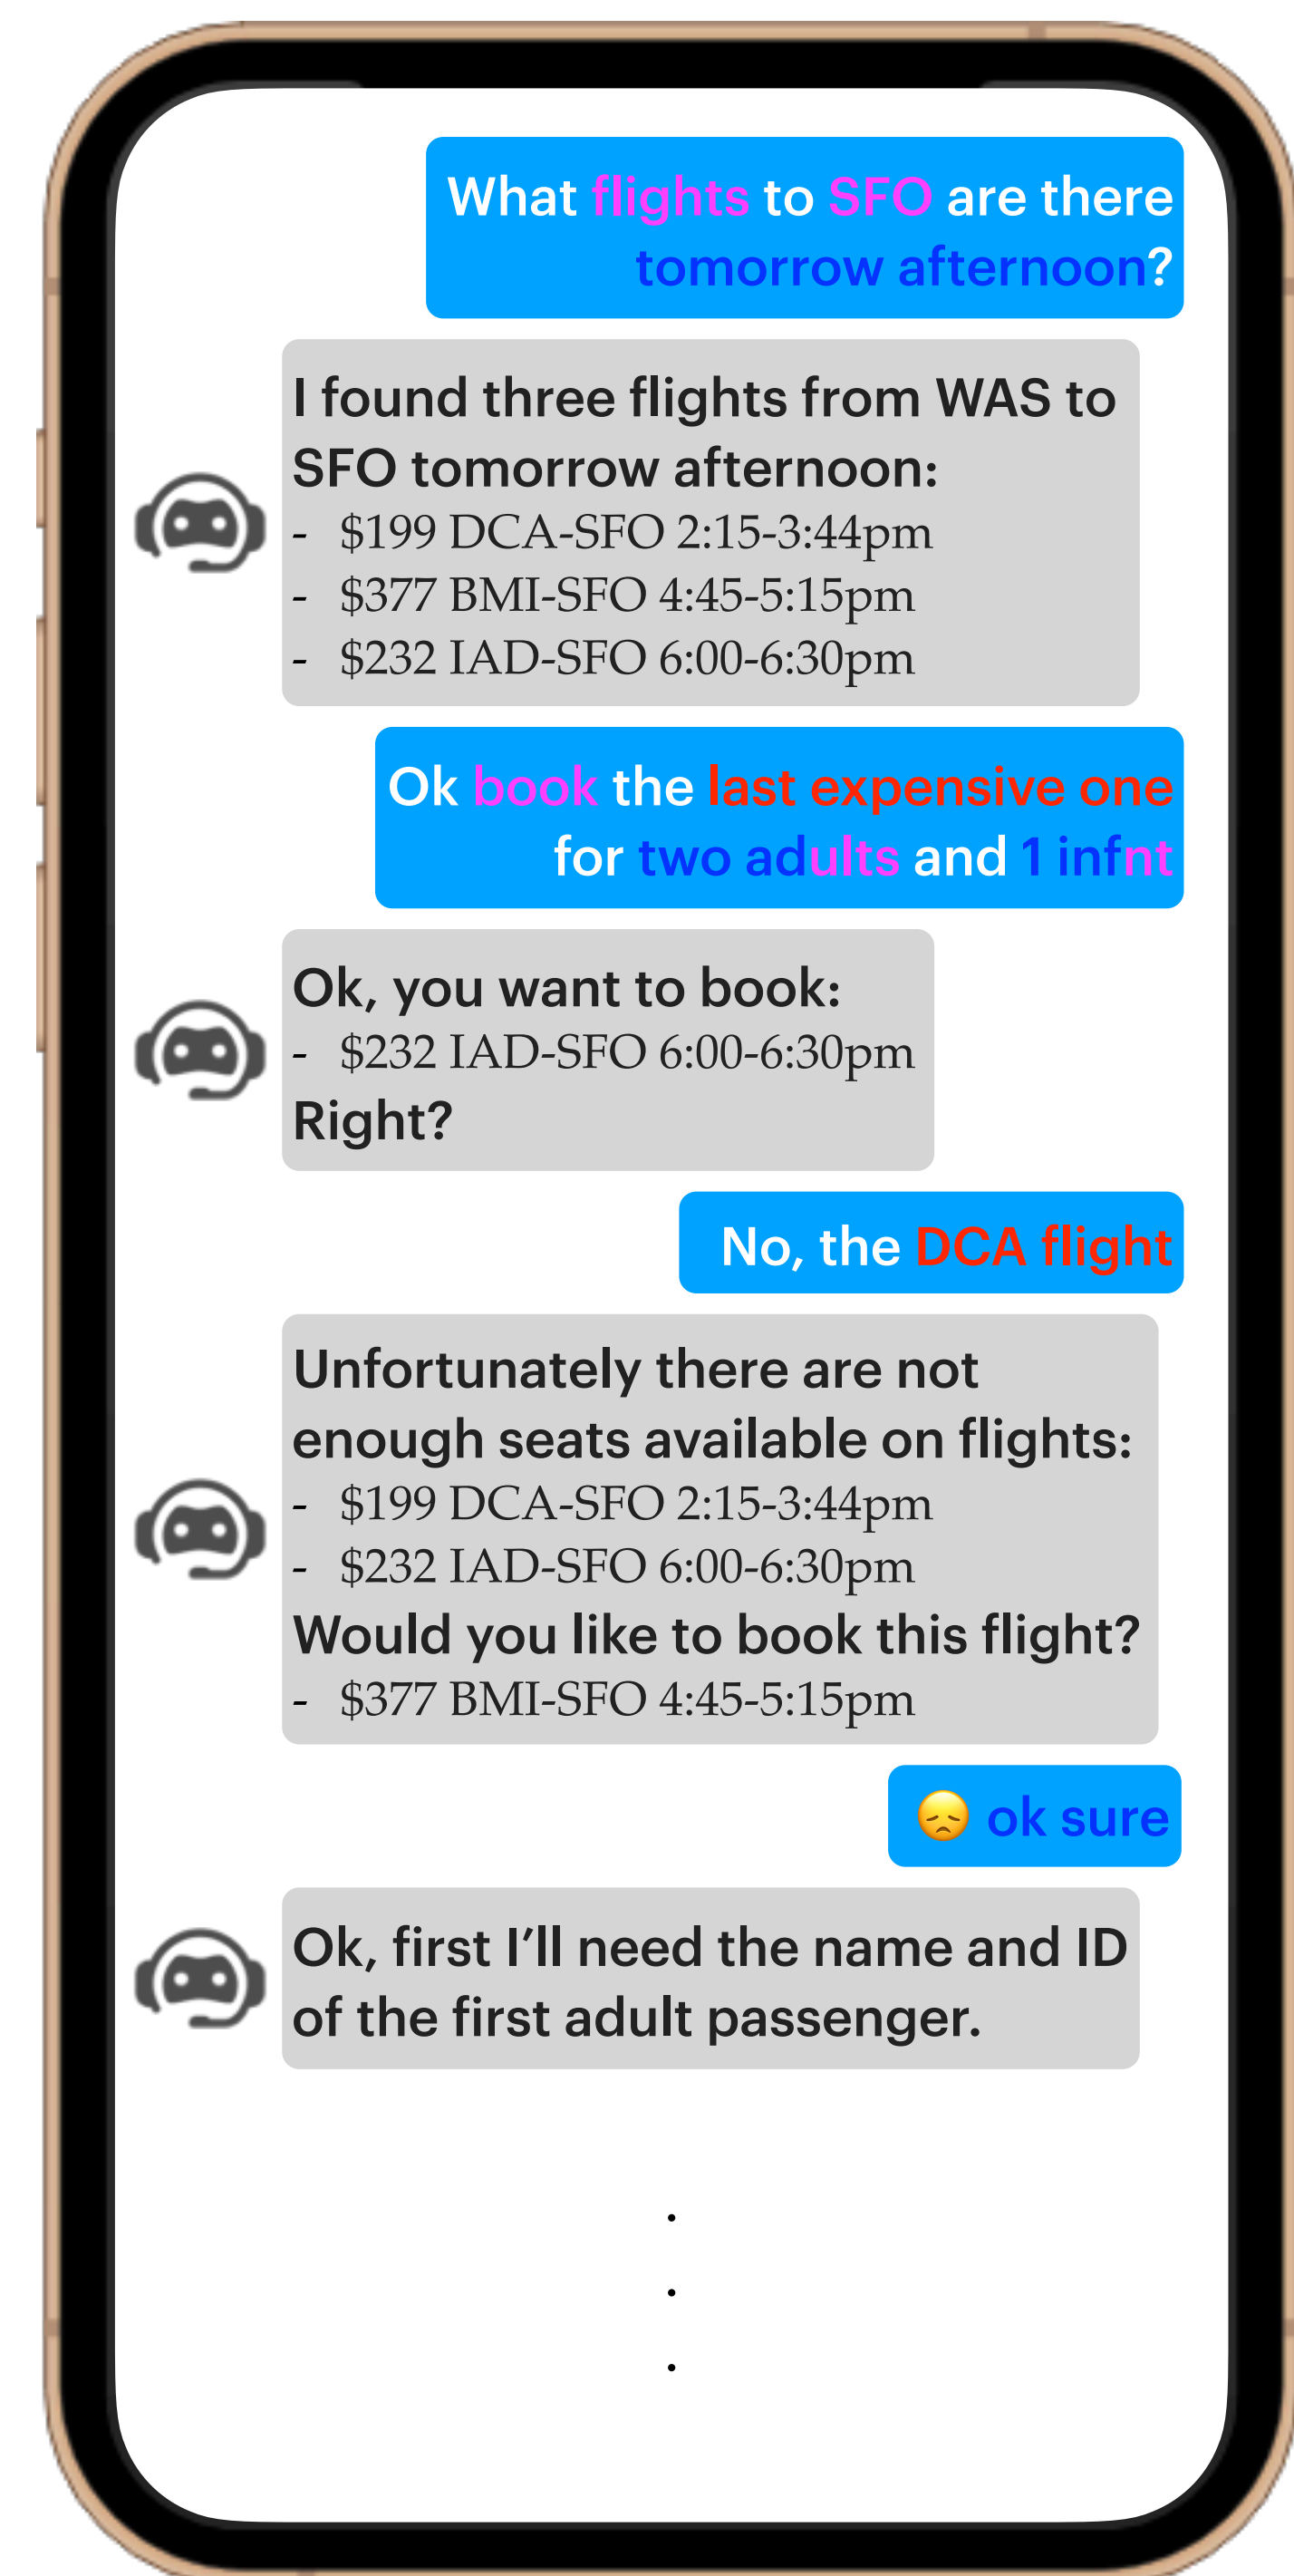 What flights to SFO are there
tomorrow afternoon?
I found three flights from WAS to
SFO tomorrow afternoon:
- $199 DCA-SFO 2:15-3:44pm
- $377 BMI-SFO 4:45-5:15pm
- $232 IAD-SFO 6:00-6:30pm
Ok book the last expensive one
for two adults and 1 infnt
Ok, you want to book:
- $232 IAD-SFO 6:00-6:30pm
Right?
No, the DCA flight
Unfortunately there are not
enough seats available on flights:
- $199 DCA-SFO 2:15-3:44pm
- $232 IAD-SFO 6:00-6:30pm
Would you like to book this flight?
- $377 BMI-SFO 4:45-5:15pm
😞 ok sure
Ok, first I’ll need the name and ID
of the first adult passenger.
.
.
.